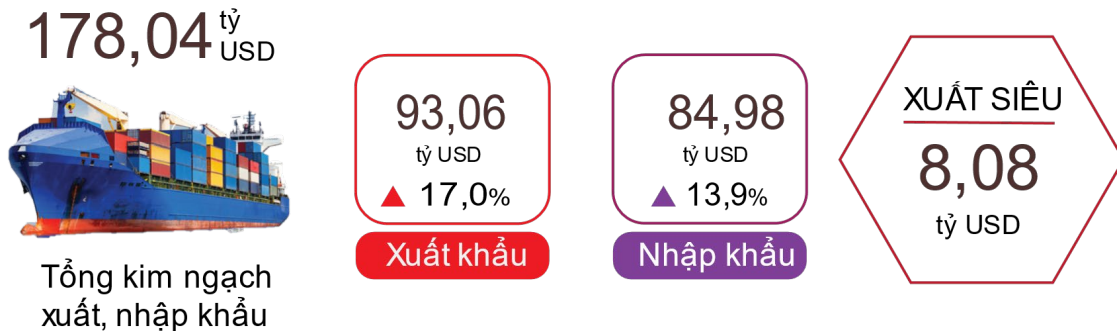 178,04 tỷ
USD
Tổng kim ngạch
xuất, nhập khẩu
93,06
tỷ USD
▲ 17,0%
Xuất khẩu
84,98
tỷ USD
▲ 13,9%
Nhập khẩu
XUẤT SIÊU
8,08
tỷ USD